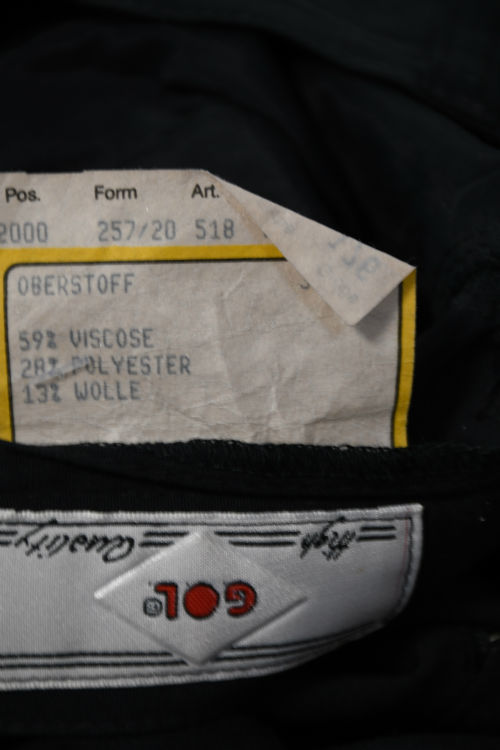 Pos. Form Art.
2000 257/20 518
OBERSTOFF
59% VISCOSE
28% POLYESTER
13% WOLLE
High Quality
GOL®